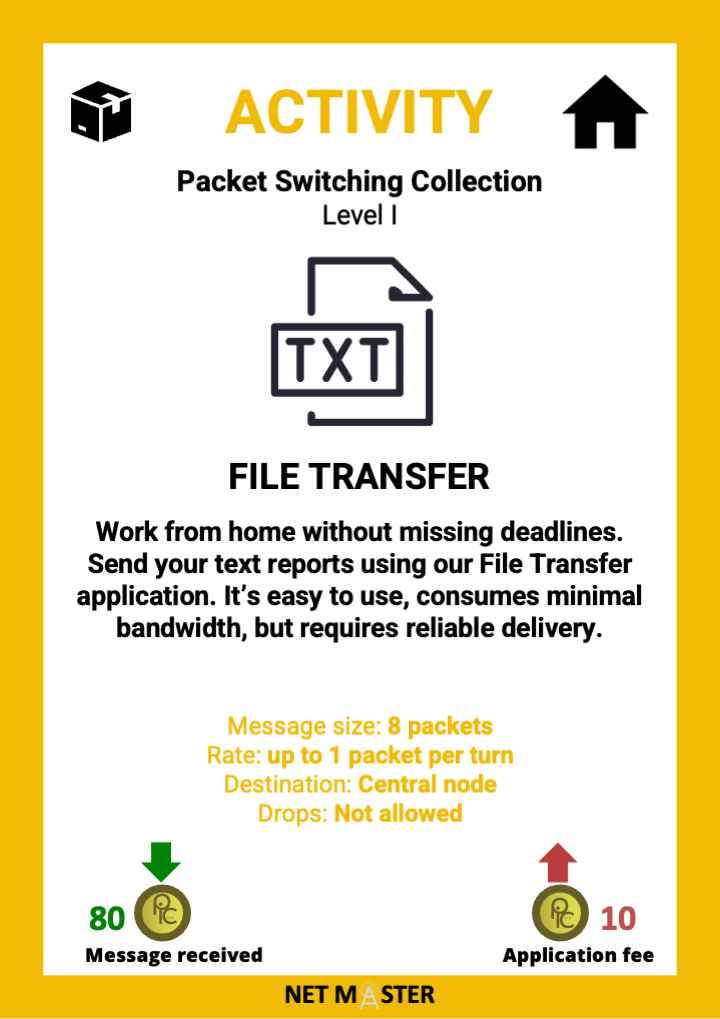 ACTIVITY
Packet Switching Collection
Level I
TXT
FILE TRANSFER
Work from home without missing deadlines.
Send your text reports using our File Transfer
application. It’s easy to use, consumes minimal
bandwidth, but requires reliable delivery.
Message size: 8 packets
Rate: up to 1 packet per turn
Destination: Central node
Drops: Not allowed
80
10
Message received
Application fee
NET MASTER